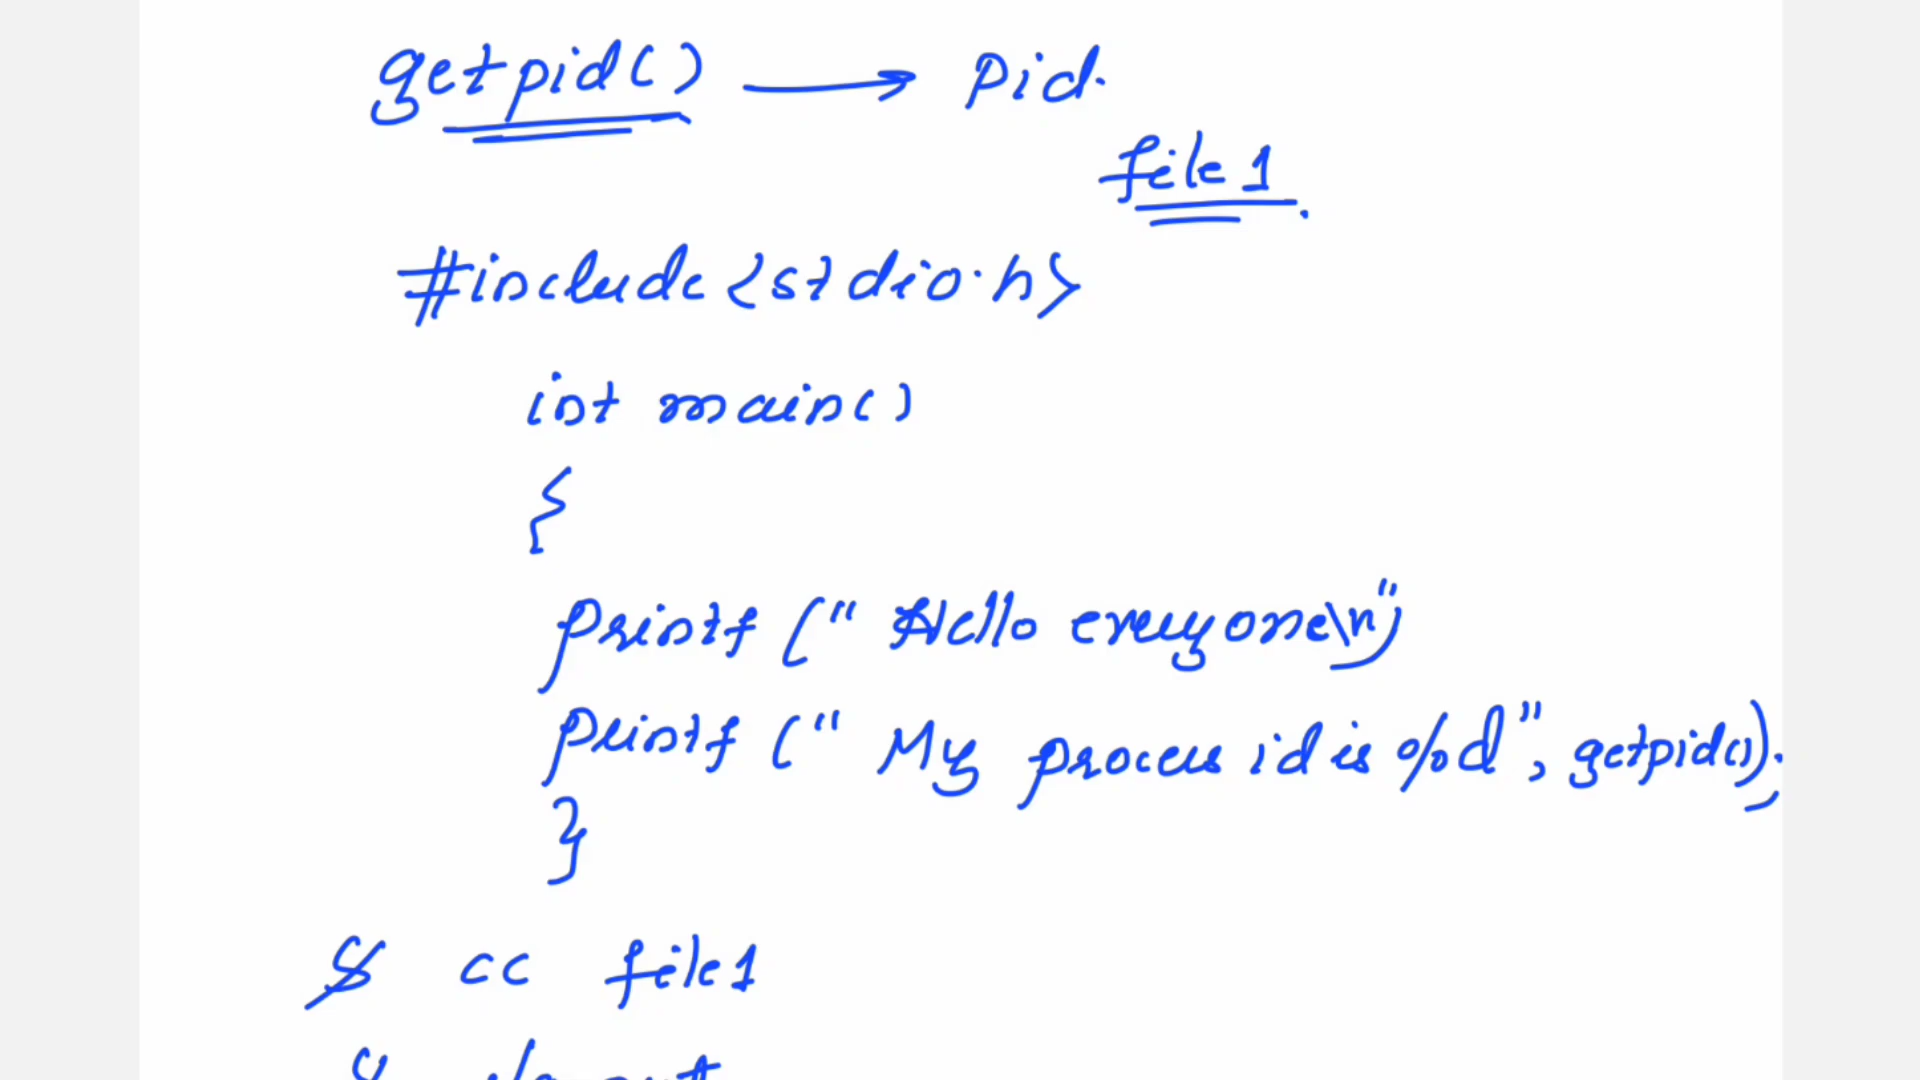 getpid() → Pid.
file1.
#include <stdio.h>
int main()
{
printf (" Hello everyone\n")
printf (" My process id is %d", getpid());
}
$ cc file1
$